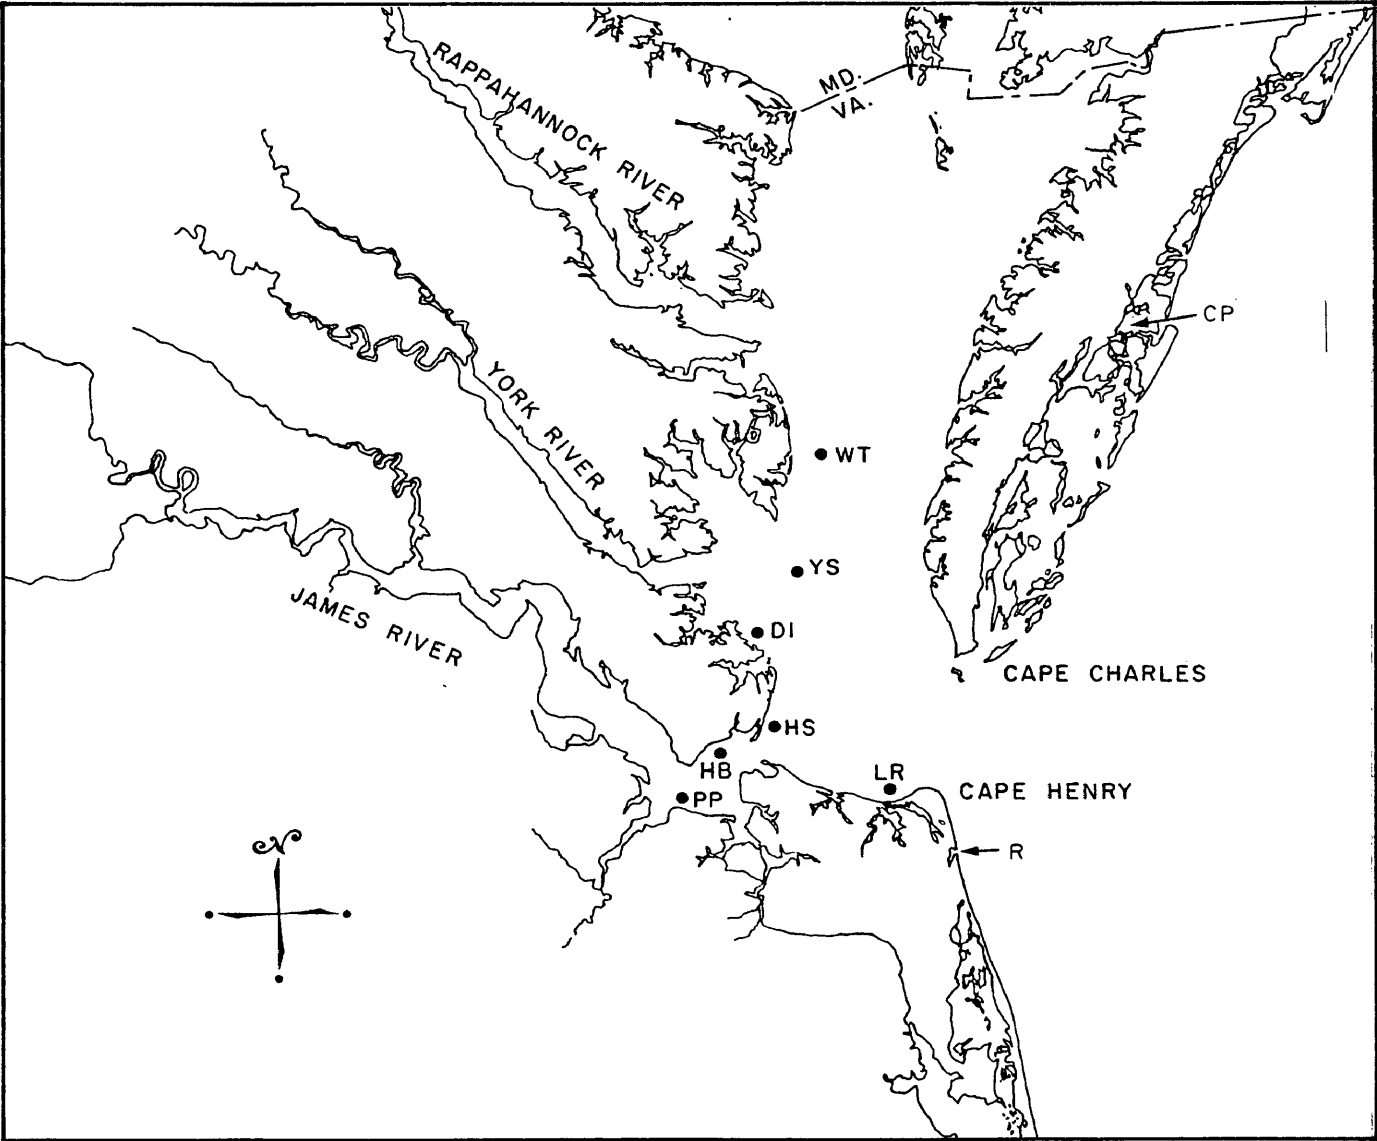 RAPPAHANNOCK RIVER
MD.
VA.
CP
YORK RIVER
WT
YS
JAMES RIVER
DI
CAPE CHARLES
HS
HB
LR
PP
CAPE HENRY
R
N